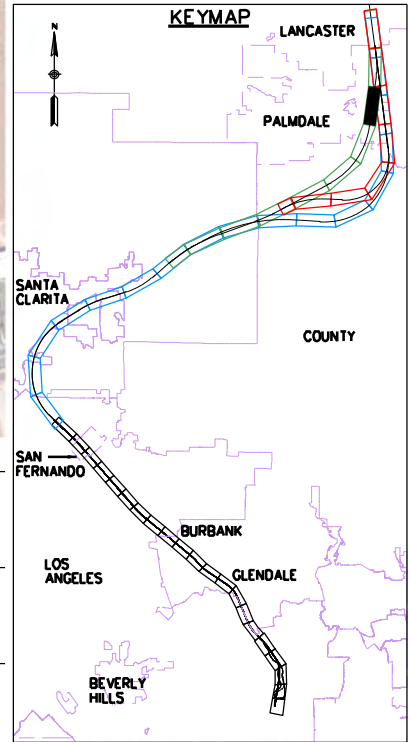 KEYMAP
N
LANCASTER
PALMDALE
SANTA
CLARITA
COUNTY
SAN
FERNANDO
BURBANK
LOS
ANGELES
GLENDALE
BEVERLY
HILLS